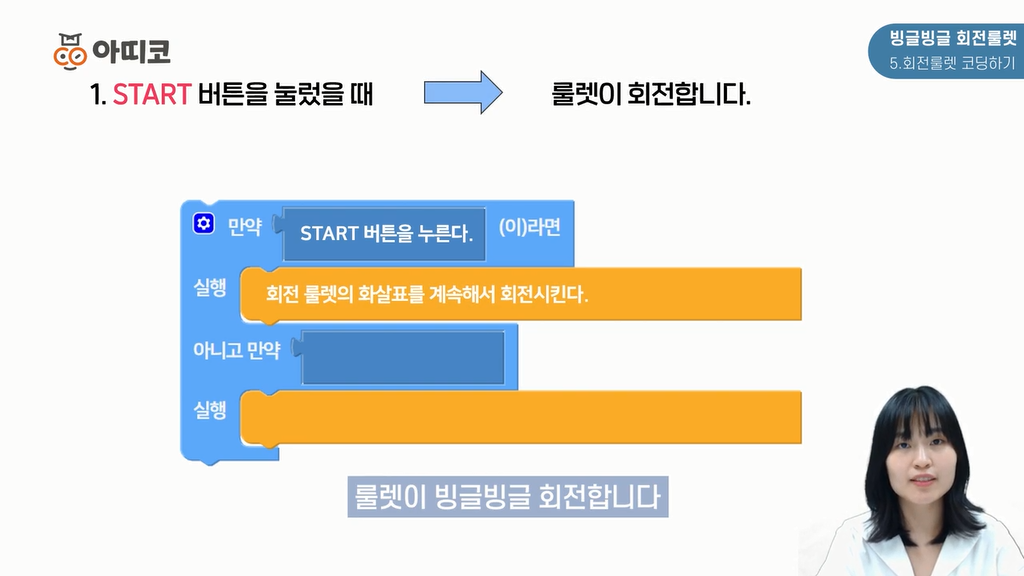 아띠코
빙글빙글 회전룰렛
5.회전룰렛 코딩하기
1. START 버튼을 눌렀을 때
룰렛이 회전합니다.
만약 START 버튼을 누른다. (이)라면
실행 회전 룰렛의 화살표를 계속해서 회전시킨다.
아니고 만약
실행
룰렛이 빙글빙글 회전합니다